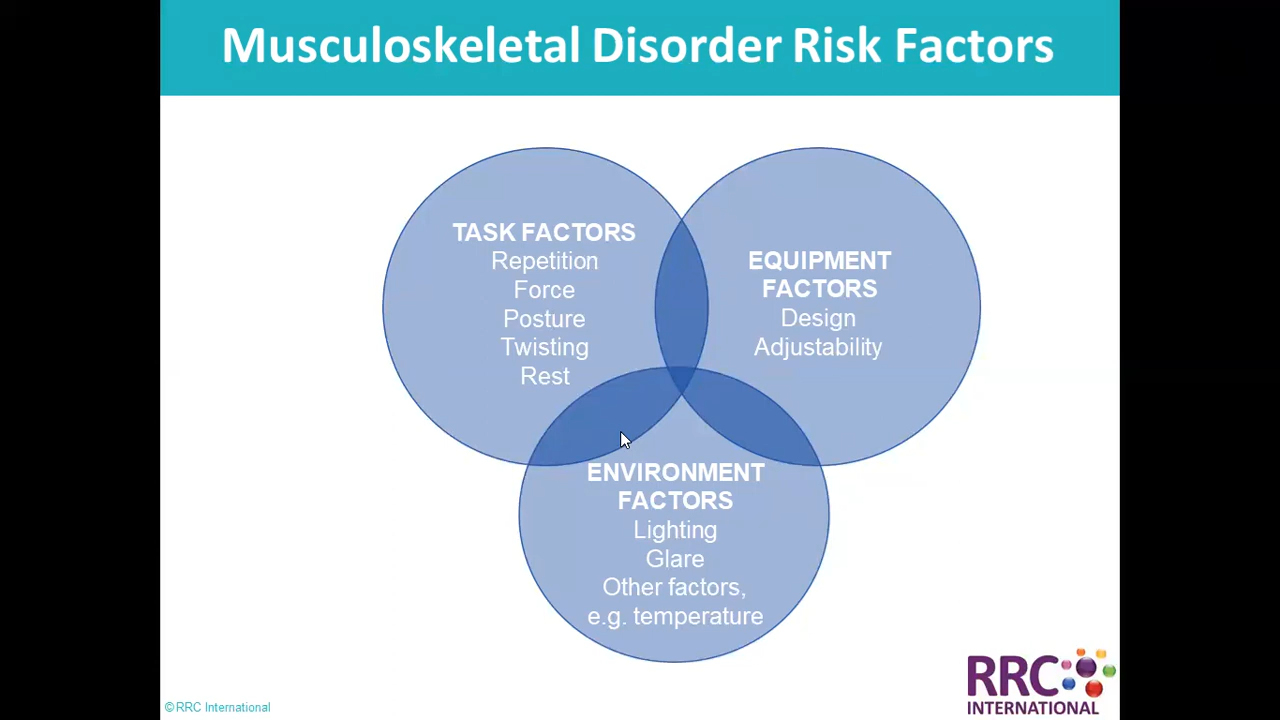 Musculoskeletal Disorder Risk Factors
TASK FACTORS
Repetition
Force
Posture
Twisting
Rest
EQUIPMENT
FACTORS
Design
Adjustability
ENVIRONMENT
FACTORS
Lighting
Glare
Other factors,
e.g. temperature
©RRC International
RRC
INTERNATIONAL